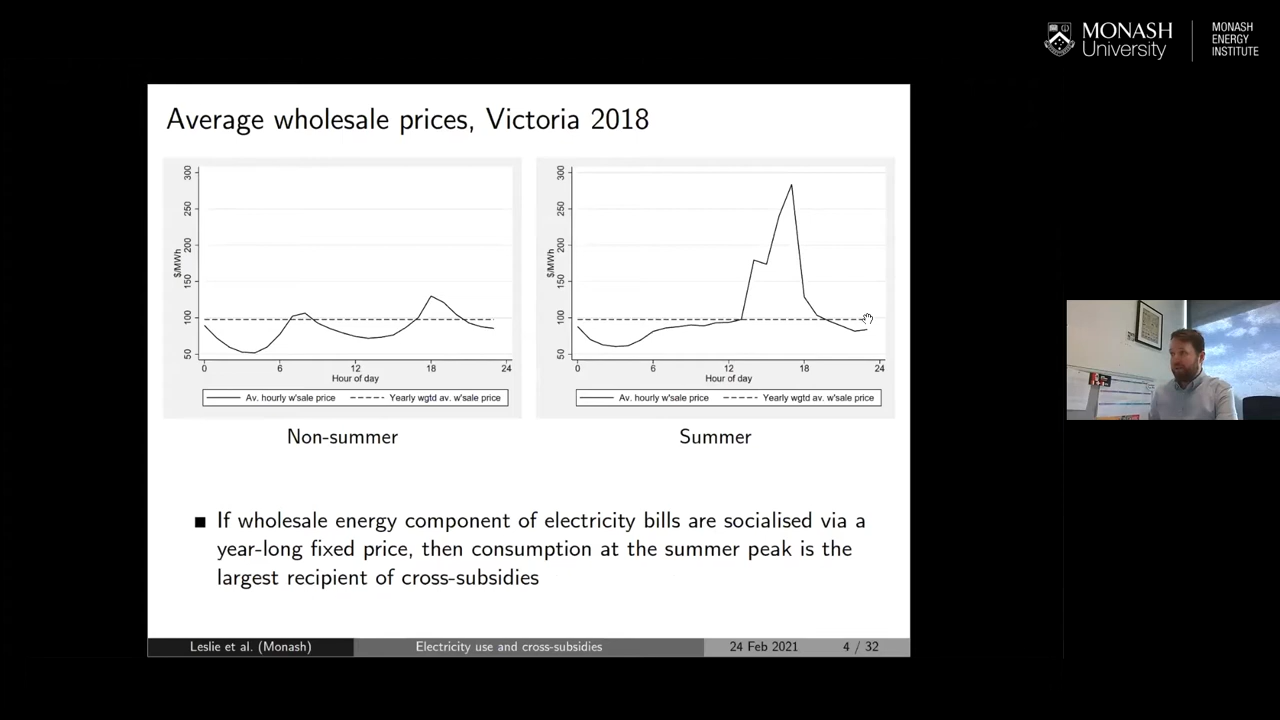 MONASH
University
MONASH
ENERGY
INSTITUTE
Average wholesale prices, Victoria 2018
300
250
200
150
100
50
$/MWh
0 6 12 18 24
Hour of day
Av. hourly w'sale price Yearly wgtd av. w'sale price
Non-summer
300
250
200
150
100
50
$/MWh
0 6 12 18 24
Hour of day
Av. hourly w'sale price Yearly wgtd av. w'sale price
Summer
If wholesale energy component of electricity bills are socialised via a
year-long fixed price, then consumption at the summer peak is the
largest recipient of cross-subsidies
Leslie et al. (Monash) Electricity use and cross-subsidies 24 Feb 2021 4 / 32